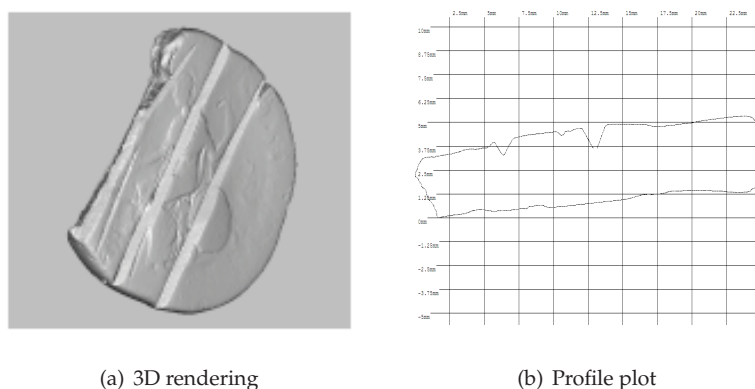 2.5mm 5mm 7.5mm 10mm 12.5mm 15mm 17.5mm 20mm 22.5mm
10mm
8.75mm
7.5mm
6.25mm
5mm
3.75mm
2.5mm
1.25mm
0mm
-1.25mm
-2.5mm
-3.75mm
-5mm
(a) 3D rendering
(b) Profile plot